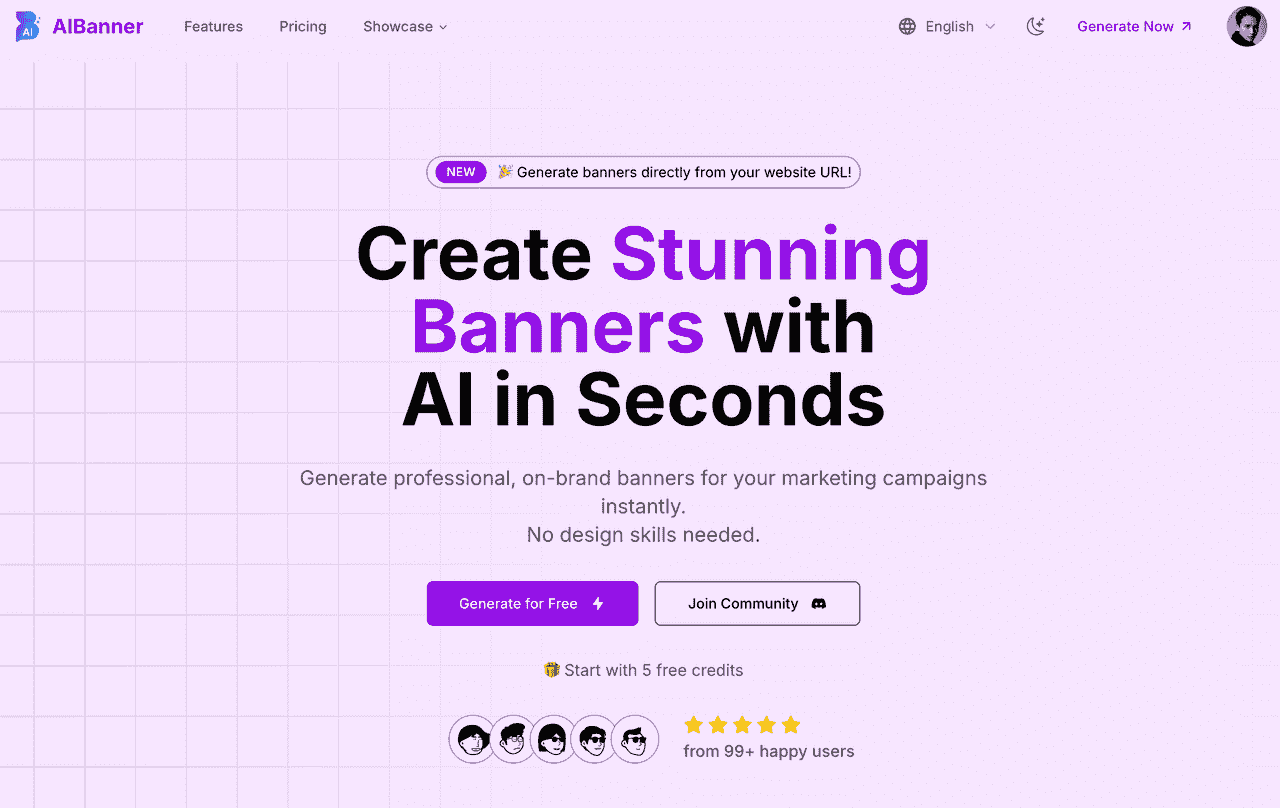 AI
AIBanner
Features
Pricing
Showcase
English
Generate Now
NEW
🎉 Generate banners directly from your website URL!
Create Stunning
Banners with
AI in Seconds
Generate professional, on-brand banners for your marketing campaigns
instantly.
No design skills needed.
Generate for Free
Join Community
🎁 Start with 5 free credits
from 99+ happy users